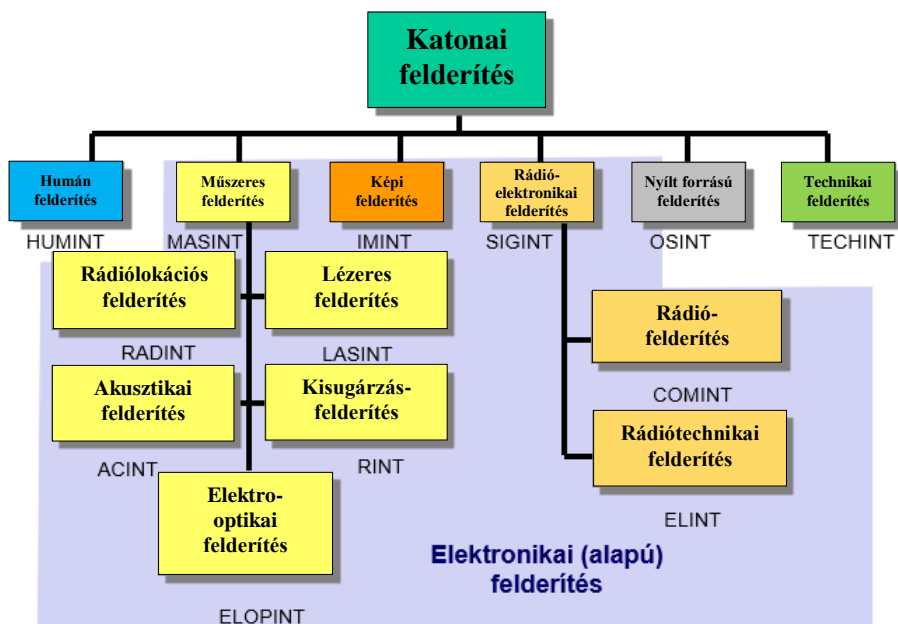 Katonai
felderítés
Humán
felderítés
HUMINT
Műszeres
felderítés
MASINT
Képi
felderítés
IMINT
Rádió-
elektronikai
felderítés
SIGINT
Nyílt forrású
felderítés
OSINT
Technikai
felderítés
TECHINT
Rádiólokációs
felderítés
RADINT
Lézeres
felderítés
LASINT
Akusztikai
felderítés
ACINT
Kisugárzás-
felderítés
RINT
Elektro-
optikai
felderítés
ELOPINT
Rádió-
felderítés
COMINT
Rádiótechnikai
felderítés
ELINT
Elektronikai (alapú)
felderítés